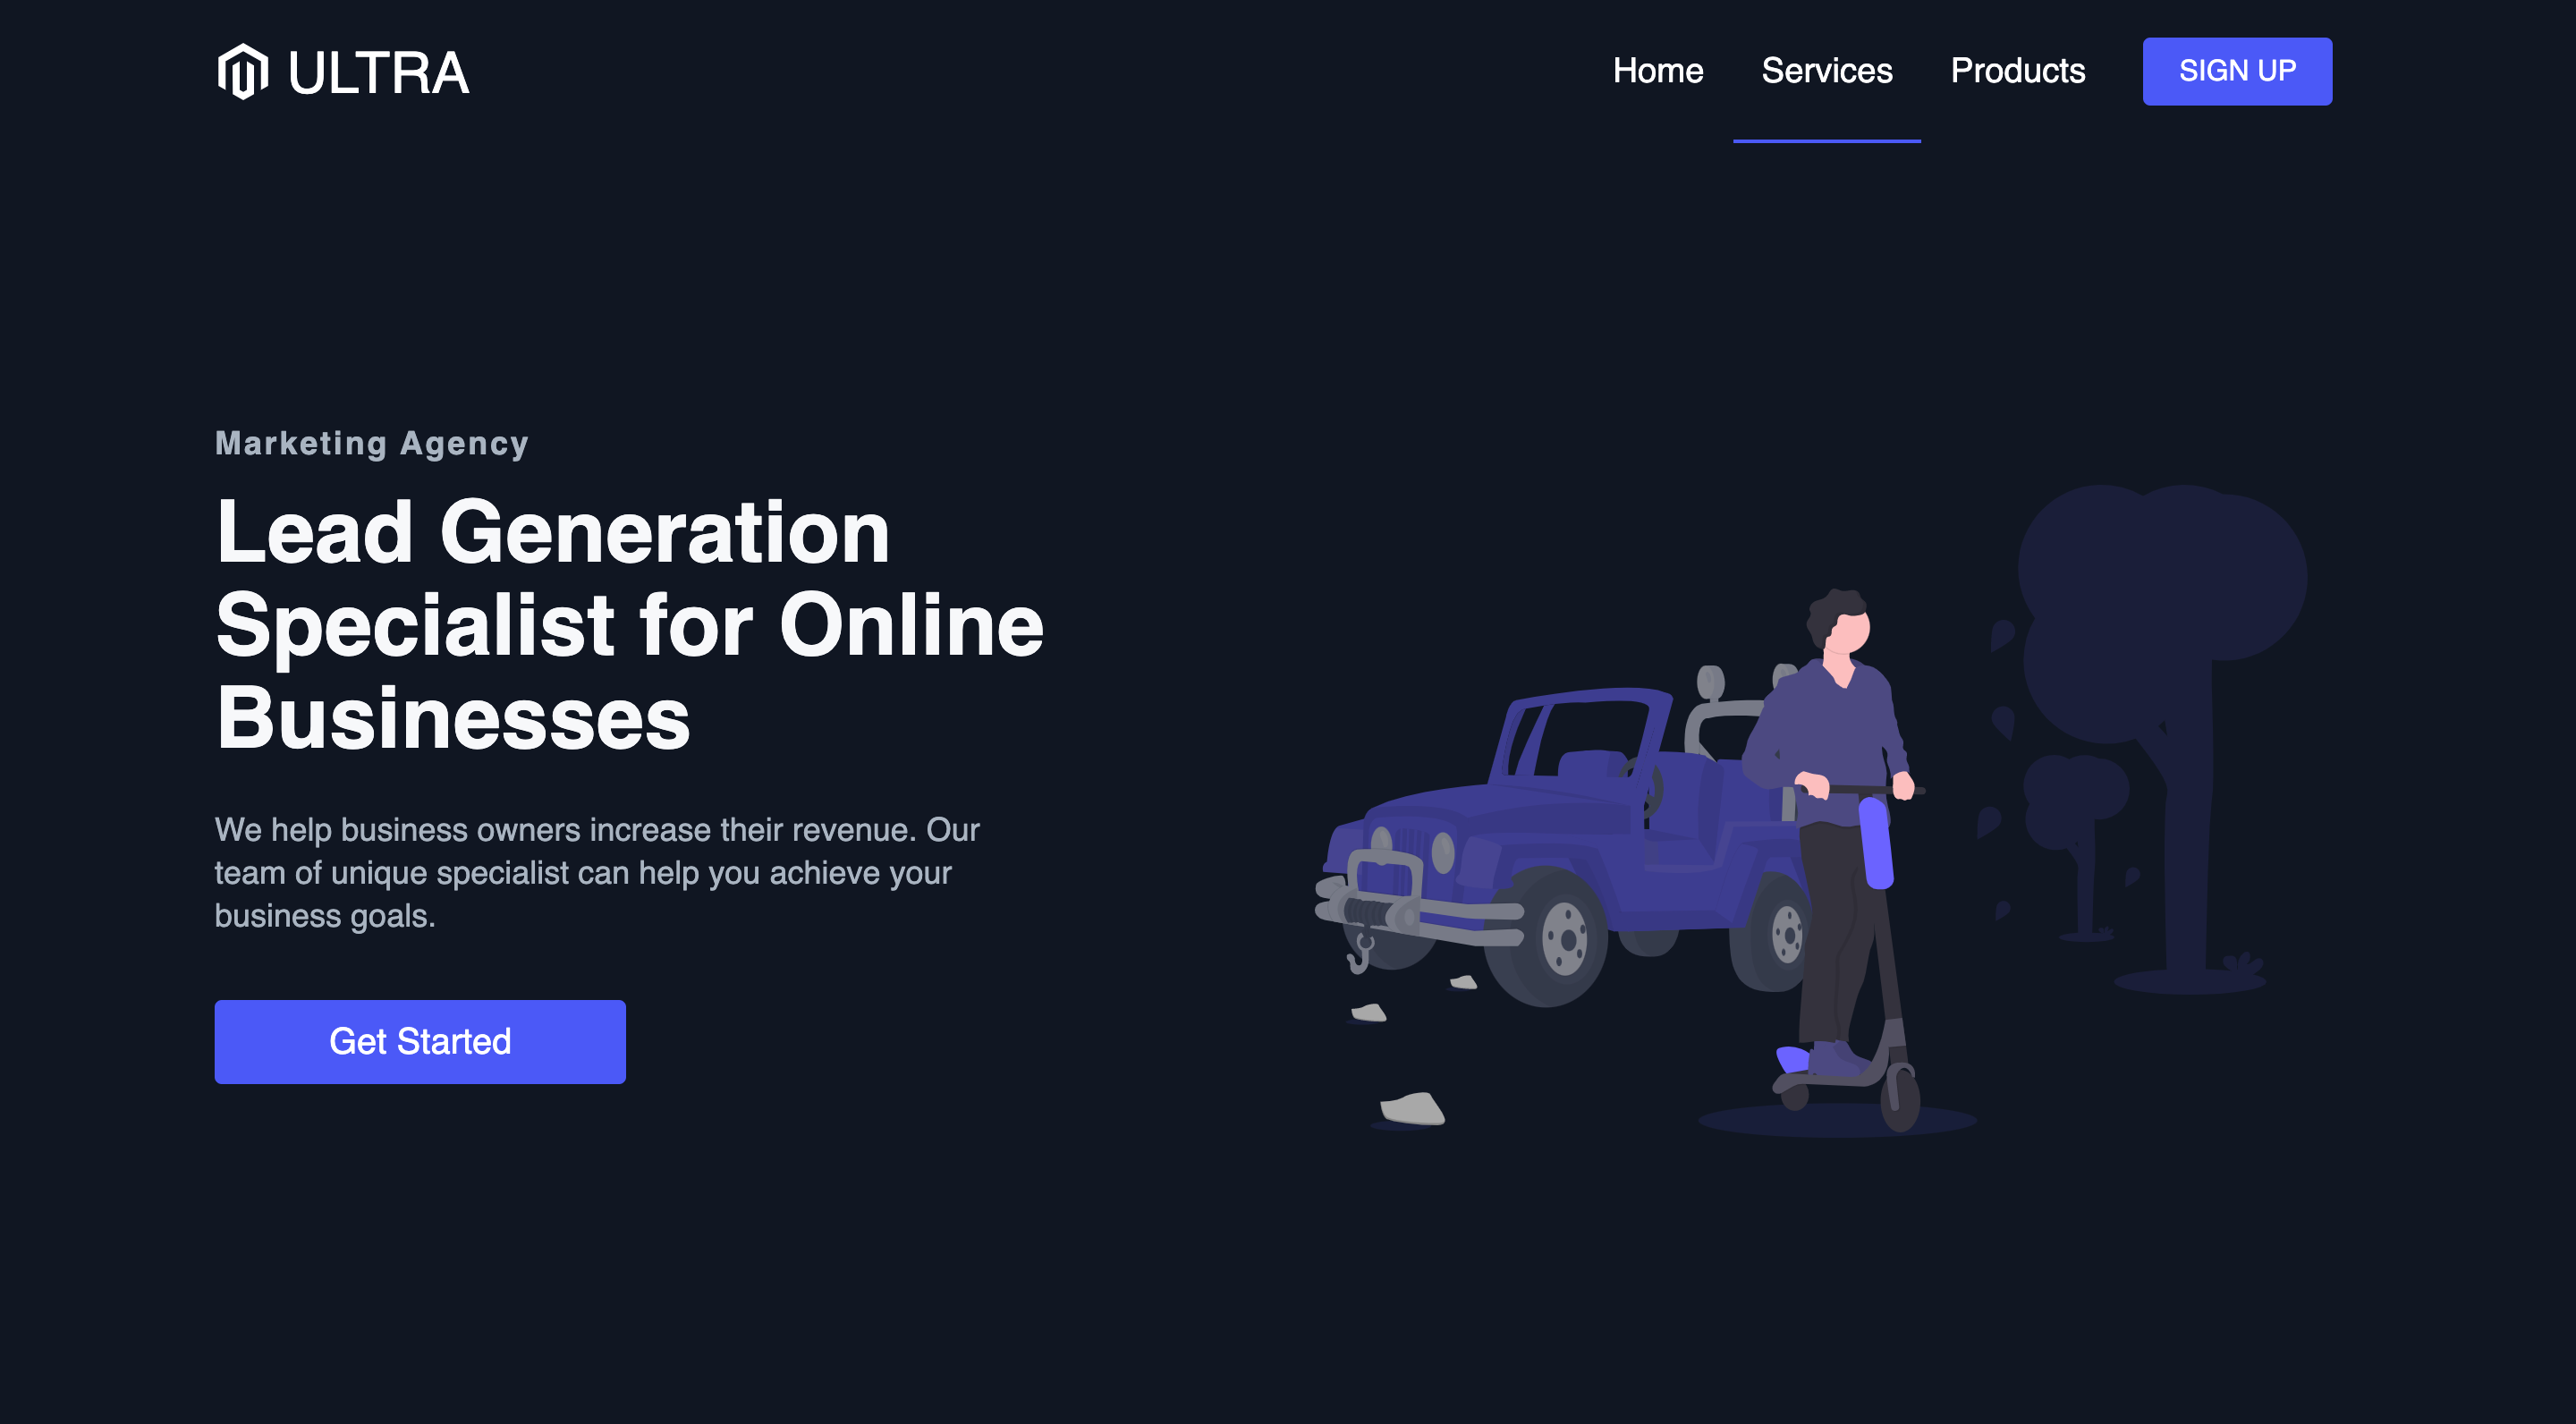 ULTRA
Home
Services
Products
SIGN UP
Marketing Agency
Lead Generation
Specialist for Online
Businesses
We help business owners increase their revenue. Our
team of unique specialist can help you achieve your
business goals.
Get Started